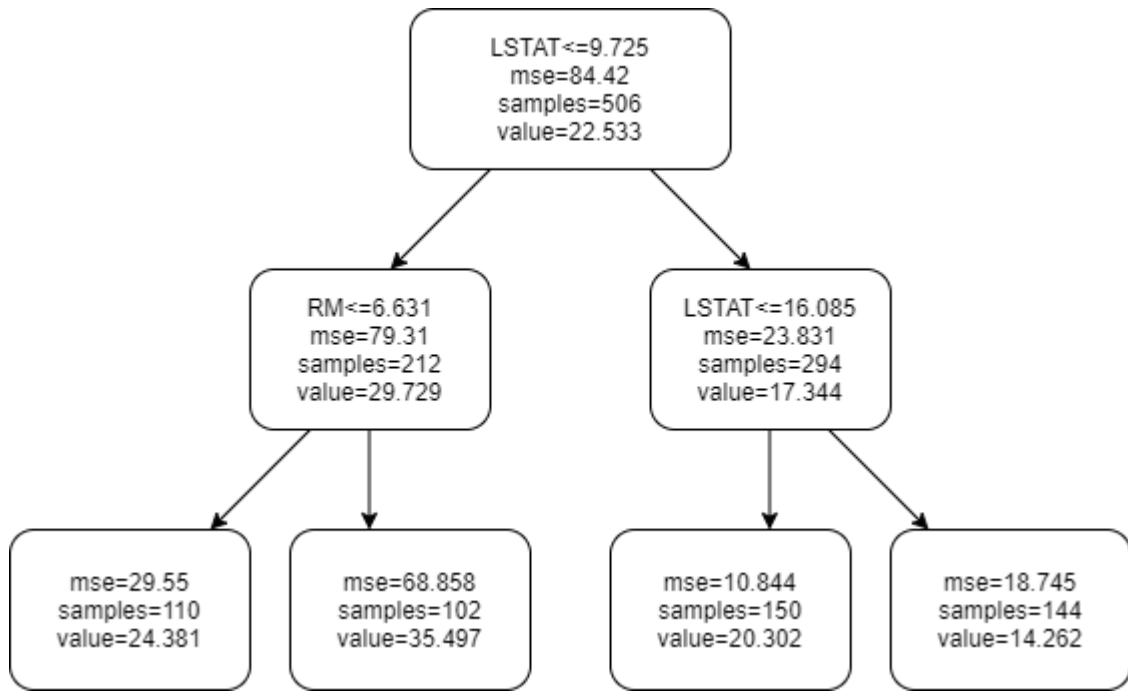 LSTAT<=9.725
mse=84.42
samples=506
value=22.533
RM<=6.631
mse=79.31
samples=212
value=29.729
LSTAT<=16.085
mse=23.831
samples=294
value=17.344
mse=29.55
samples=110
value=24.381
mse=68.858
samples=102
value=35.497
mse=10.844
samples=150
value=20.302
mse=18.745
samples=144
value=14.262